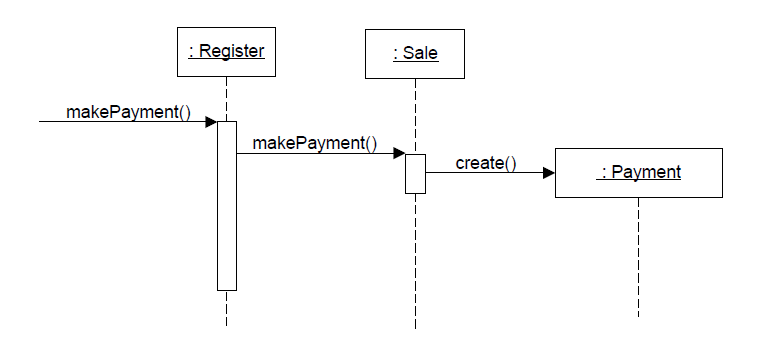 : Register
: Sale
makePayment()
makePayment()
create()
: Payment